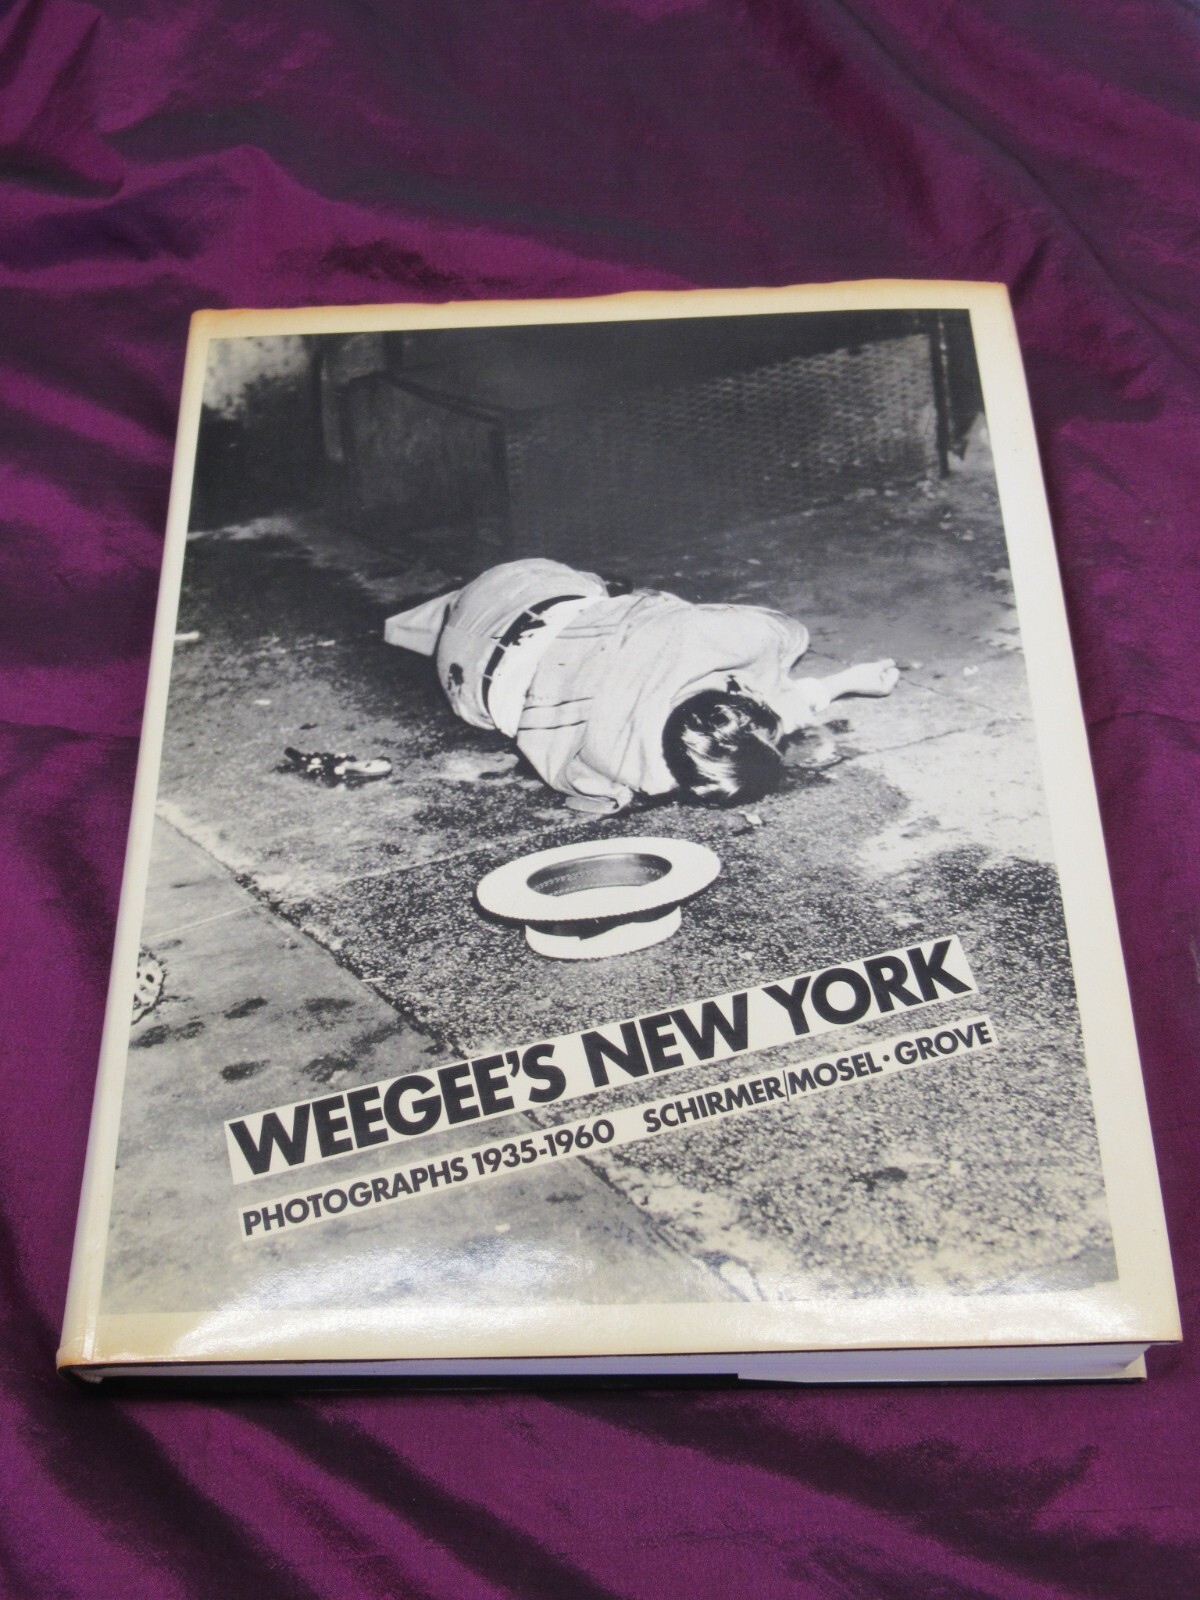 WEEGEE'S NEW YORK
PHOTOGRAPHS 1935-1960 SCHIRMER/MOSEL·GROVE